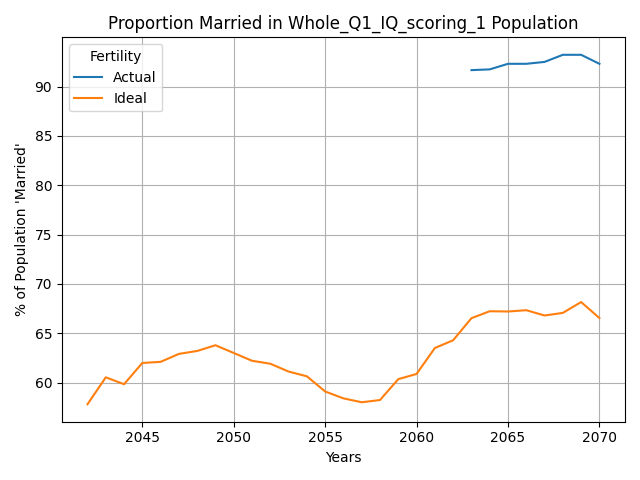 Proportion Married in Whole_Q1_IQ_scoring_1 Population
Fertility
Actual
Ideal
% of Population 'Married'
90
85
80
75
70
65
60
2045
2050
2055
2060
2065
2070
Years